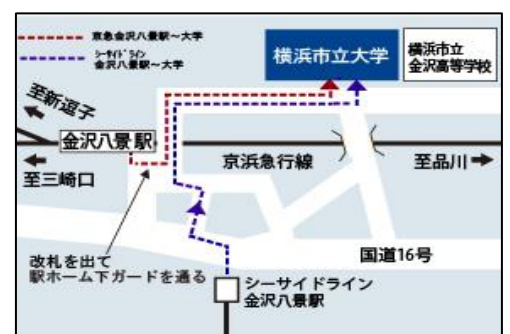 京急金沢八景駅～大学
シーサイドライン
金沢八景駅～大学
横浜市立大学
横浜市立
金沢高等学校
至新逗子
金沢八景駅
至三崎口
京浜急行線
至品川
改札を出て
駅ホーム下ガードを通る
国道16号
シーサイドライン
金沢八景駅